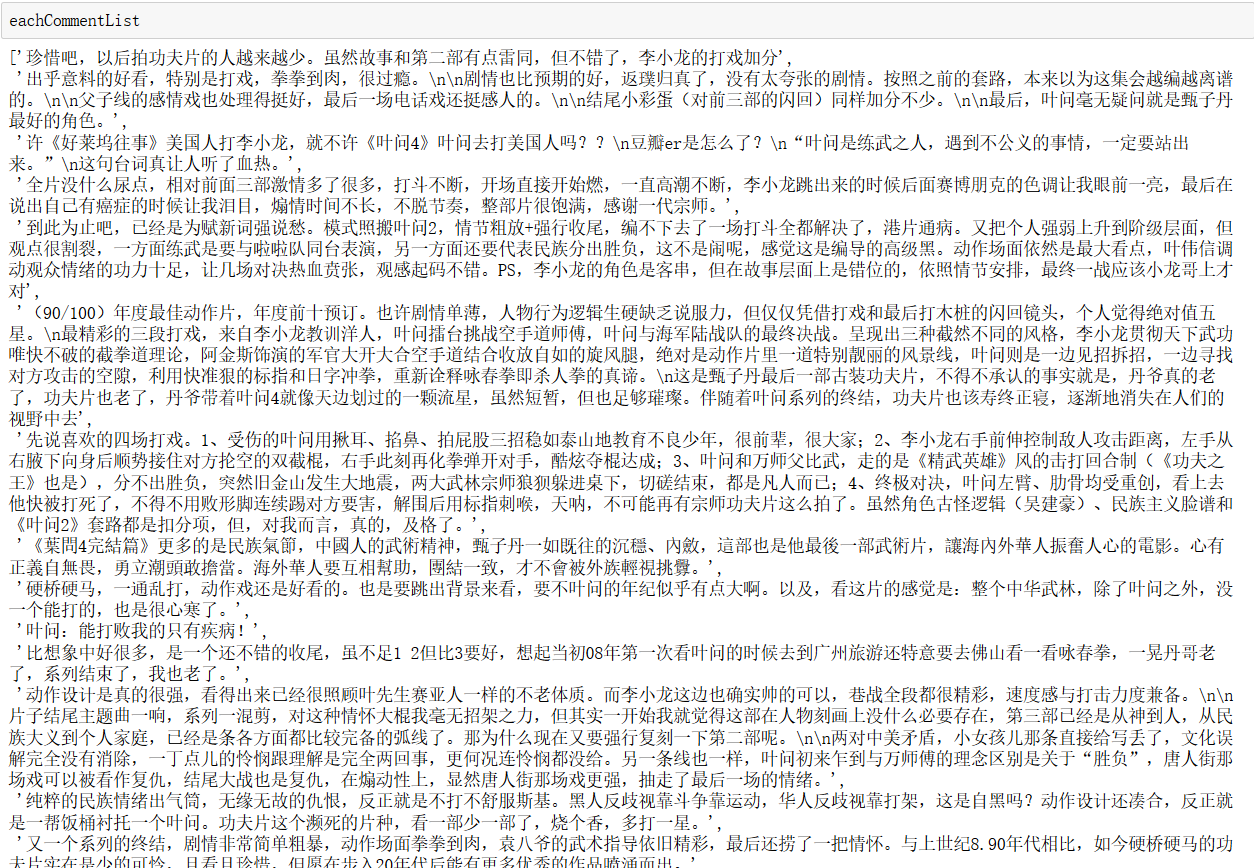 eachCommentList
['珍惜吧，以后拍功夫片的人越来越少。虽然故事和第二部有点雷同，但不错了，李小龙的打戏加分',
'出乎意料的好看，特别是打戏，拳拳到肉，很过瘾。\n\n剧情也比预期的好，返璞归真了，没有太夸张的剧情。按照之前的套路，本来以为这集会越编越离谱
的。\n\n父子线的感情戏也处理得挺好，最后一场电话戏还挺感人的。\n\n结尾小彩蛋（对前三部的闪回）同样加分不少。\n\n最后，叶问毫无疑问就是甄子丹
最好的角色。',
'许《好莱坞往事》美国人打李小龙，就不许《叶问4》叶问去打美国人吗？？\n豆瓣er是怎么了？\n“叶问是练武之人，遇到不公义的事情，一定要站出
来。”\n这句台词真让人听了血热。',
'全片没什么尿点，相对前面三部激情多了很多，打斗不断，开场直接开始燃，一直高潮不断，李小龙跳出来的时候后面赛博朋克的色调让我眼前一亮，最后在
说出自己有癌症的时候让我泪目，煽情时间不长，不脱节奏，整部片很饱满，感谢一代宗师。',
'到此为止吧，已经是为赋新词强说愁。模式照搬叶问2，情节粗放+强行收尾，编不下去了一场打斗全都解决了，港片通病。又把个人强弱上升到阶级层面，但
观点很割裂，一方面练武是要与啦啦队同台表演，另一方面还要代表民族分出胜负，这不是闹呢，感觉这是编导的高级黑。动作场面依然是最大看点，叶伟信调
动观众情绪的功力十足，让几场对决热血贲张，观感起码不错。PS，李小龙的角色是客串，但在故事层面上是错位的，依照情节安排，最终一战应该小龙哥上才
对',
'（90/100）年度最佳动作片，年度前十预订。也许剧情单薄，人物行为逻辑生硬缺乏说服力，但仅仅凭借打戏和最后打木桩的闪回镜头，个人觉得绝对值五
星。\n最精彩的三段打戏，来自李小龙教训洋人，叶问擂台挑战空手道师傅，叶问与海军陆战队的最终决战。呈现出三种截然不同的风格，李小龙贯彻天下武功
唯快不破的截拳道理论，阿金斯饰演的军官大开大合空手道结合收放自如的旋风腿，绝对是动作片里一道特别靓丽的风景线，叶问则是一边见招拆招，一边寻找
对方攻击的空隙，利用快准狠的标指和日字冲拳，重新诠释咏春拳即杀人拳的真谛。\n这是甄子丹最后一部古装功夫片，不得不承认的事实就是，丹爷真的老
了，功夫片也老了，丹爷带着叶问4就像天边划过的一颗流星，虽然短暂，但也足够璀璨。伴随着叶问系列的终结，功夫片也该寿终正寝，逐渐地消失在人们的
视野中去',
'先说喜欢的四场打戏。1、受伤的叶问用揪耳、掐鼻、拍屁股三招稳如泰山地教育不良少年，很前辈，很大家；2、李小龙右手前伸控制敌人攻击距离，左手从
右腋下向身后顺势接住对方抡空的双截棍，右手此刻再化拳弹开对手，酷炫夺棍达成；3、叶问和万师父比武，走的是《精武英雄》风的击打回合制（《功夫之
王》也是），分不出胜负，突然旧金山发生大地震，两大武林宗师狼狈躲进桌下，切磋结束，都是凡人而已；4、终极对决，叶问左臂、肋骨均受重创，看上去
他快被打死了，不得不用败形脚连续踢对方要害，解围后用标指刺喉，天呐，不可能再有宗师功夫片这么拍了。虽然角色古怪逻辑（吴建豪）、民族主义脸谱和
《叶问2》套路都是扣分项，但，对我而言，真的，及格了。',
'《葉問4完結篇》更多的是民族氣節，中國人的武術精神，甄子丹一如既往的沉穩、內斂，這部也是他最後一部武術片，讓海內外華人振奮人心的電影。心有
正義自無畏，勇立潮頭敢擔當。海外華人要互相幫助，團結一致，才不會被外族輕視挑釁。',
'硬桥硬马，一通乱打，动作戏还是好看的。也是要跳出背景来看，要不叶问的年纪似乎有点大啊。以及，看这片的感觉是：整个中华武林，除了叶问之外，没
一个能打的，也是很心寒了。',
'叶问：能打败我的只有疾病！',
'比想象中好很多，是一个还不错的收尾，虽不足1 2但比3要好，想起当初08年第一次看叶问的时候去到广州旅游还特意要去佛山看一看咏春拳，一晃丹哥老
了，系列结束了，我也老了。',
'动作设计是真的很强，看得出来已经很照顾叶先生赛亚人一样的不老体质。而李小龙这边也确实帅的可以，巷战全段都很精彩，速度感与打击力度兼备。\n\n
片子结尾主题曲一响，系列一混剪，对这种情怀大棍我毫无招架之力，但其实一开始我就觉得这部在人物刻画上没什么必要存在，第三部已经是从神到人，从民
族大义到个人家庭，已经是条各方面都比较完备的弧线了。那为什么现在又要强行复刻一下第二部呢。\n\n两对中美矛盾，小女孩儿那条直接给写丢了，文化误
解完全没有消除，一丁点儿的怜悯跟理解是完全两回事，更何况连怜悯都没给。另一条线也一样，叶问初来乍到与万师傅的理念区别是关于“胜负”，唐人街那
场戏可以被看作复仇，结尾大战也是复仇，在煽动性上，显然唐人街那场戏更强，抽走了最后一场的情绪。',
'纯粹的民族情绪出气筒，无缘无故的仇恨，反正就是不打不舒服斯基。黑人反歧视靠斗争靠运动，华人反歧视靠打架，这是自黑吗？动作设计还凑合，反正就
是一帮饭桶衬托一个叶问。功夫片这个濒死的片种，看一部少一部了，烧个香，多打一星。',
'又一个系列的终结，剧情非常简单粗暴，动作场面拳拳到肉，袁八爷的武术指导依旧精彩，最后还捞了一把情怀。与上世纪8.90年代相比，如今硬桥硬马的功
夫片实在是少的可怜，且看且珍惜，但愿在步入20年代后能有更多优秀的作品喷涌而出。'